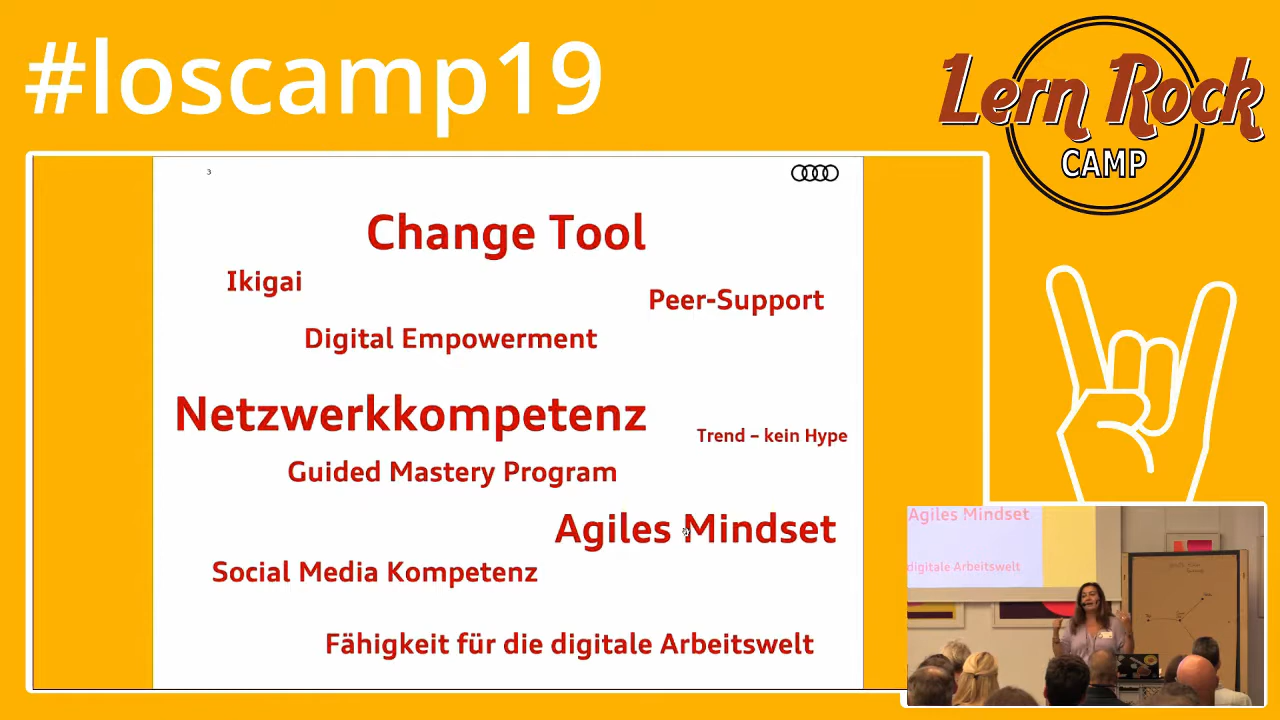 #loscamp19
Lern Rock
CAMP
3
Change Tool
Ikigai
Peer-Support
Digital Empowerment
Netzwerkkompetenz
Trend – kein Hype
Guided Mastery Program
Agiles Mindset
Social Media Kompetenz
Fähigkeit für die digitale Arbeitswelt
Agiles Mindset
digitale Arbeitswelt